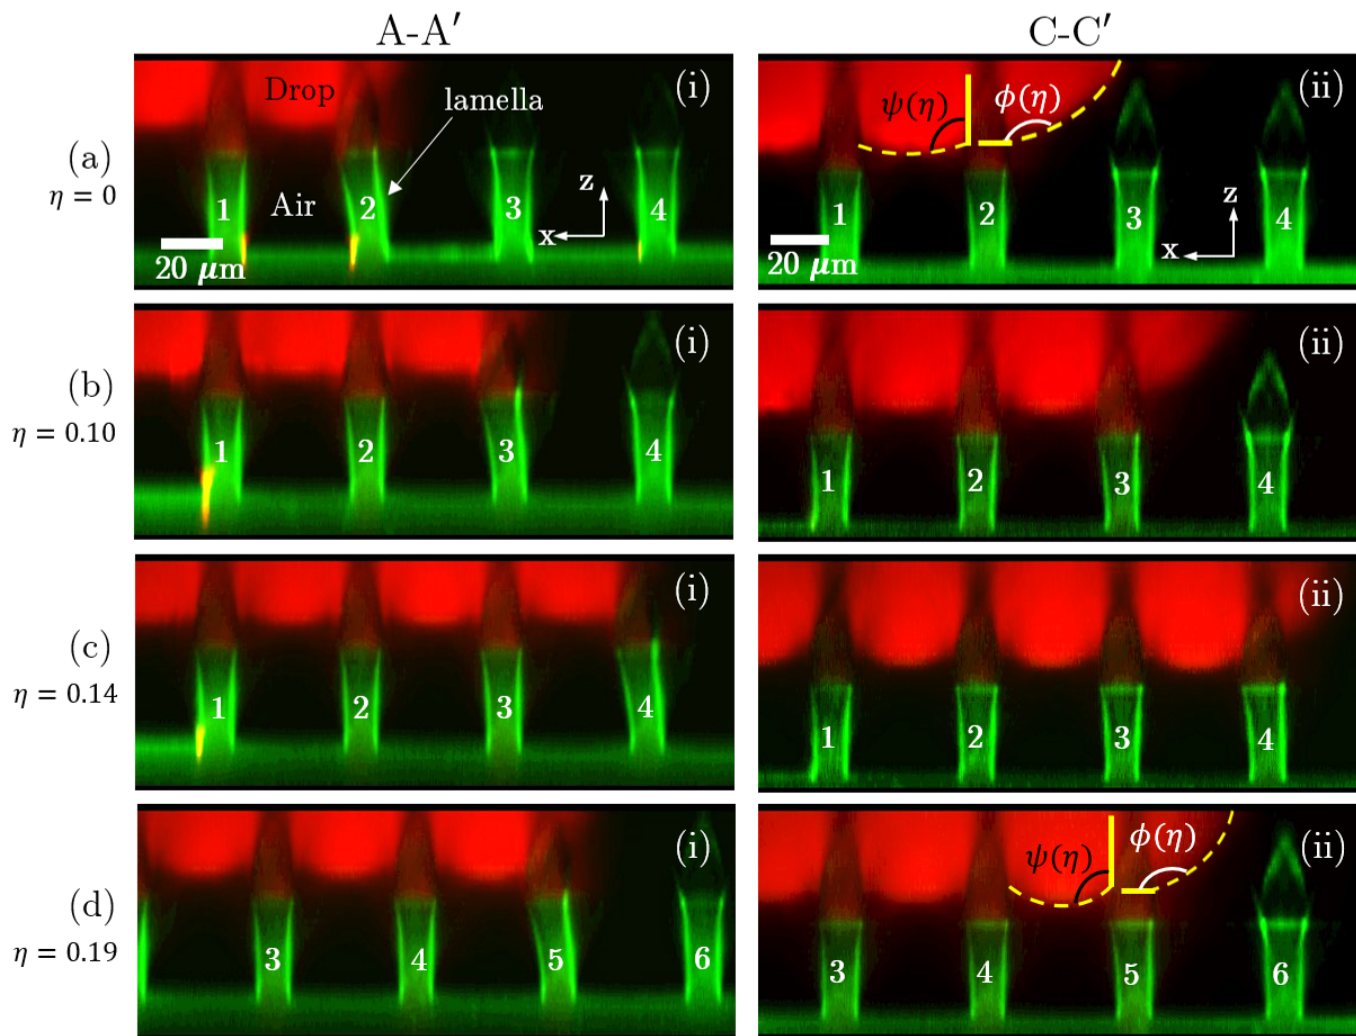 A-A′
C-C′
(a)
η = 0
Drop
lamella
(i)
Air
1
2
3
4
z
x
20 μm
ψ(η)
ϕ(η)
(ii)
1
2
3
4
z
x
20 μm
(b)
η = 0.10
(i)
1
2
3
4
(ii)
1
2
3
4
(c)
η = 0.14
(i)
1
2
3
4
(ii)
1
2
3
4
(d)
η = 0.19
(i)
3
4
5
6
ψ(η)
ϕ(η)
(ii)
3
4
5
6